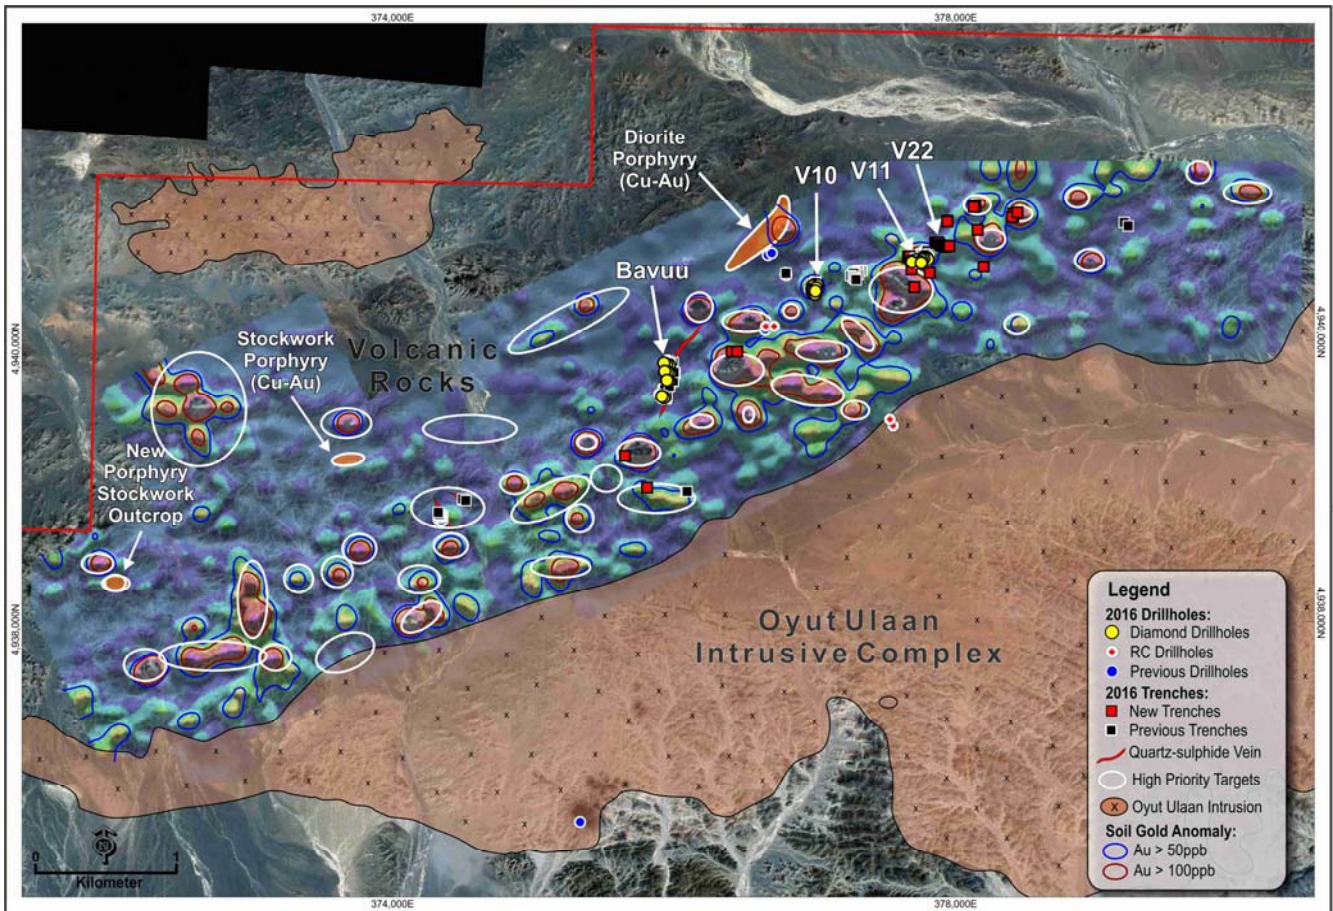 374,000E
378,000E
Diorite
Porphyry
(Cu-Au)
V10
V11
V22
Bavuu
4,940,000N
4,940,000N
Stockwork
Porphyry
(Cu-Au)
Volcanic
Rocks
New
Porphyry
Stockwork
Outcrop
4,938,000N
4,938,000N
Oyut Ulaan
Intrusive Complex
Legend
2016 Drillholes:
Diamond Drillholes
RC Drillholes
Previous Drillholes
2016 Trenches:
New Trenches
Previous Trenches
Quartz-sulphide Vein
High Priority Targets
X Oyut Ulaan Intrusion
Soil Gold Anomaly:
Au > 50ppb
Au > 100ppb
0 1
Kilometer
374,000E
378,000E